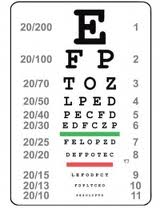 20/200 E 1
20/100 F P 2
20/70 T O Z 3
20/50 L P E D 4
20/40 P E C F D 5
20/30 E D F C Z P 6
20/25 F E L O P Z D 7
20/20 D E F P O T E C 8
20/15 L E F O D P C T 9
20/13 F D P L T C E O 10
20/10 11